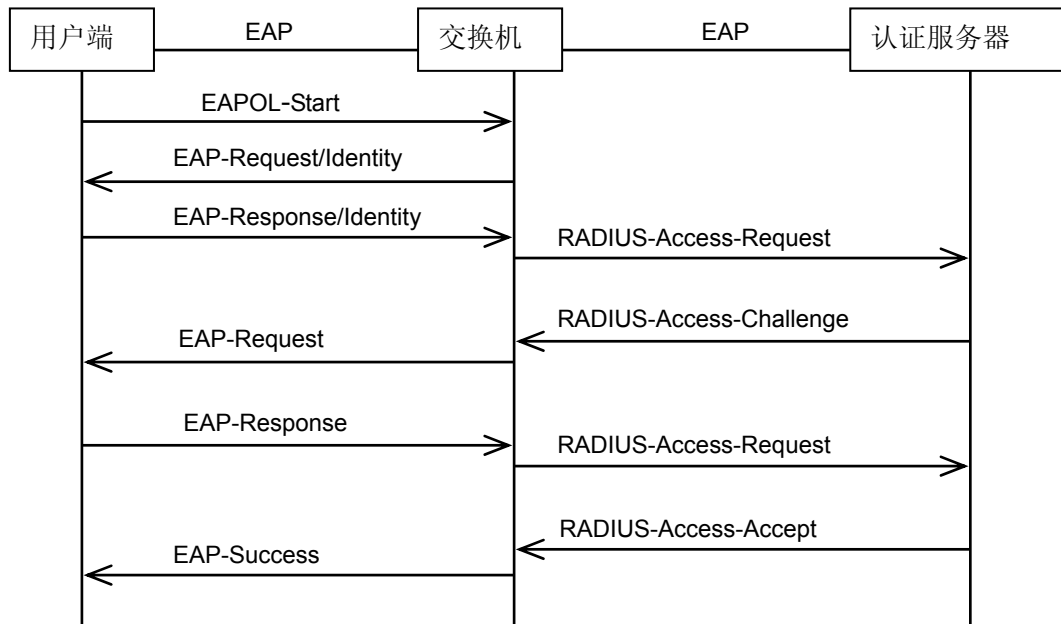 用户端
EAP
交换机
EAP
认证服务器
EAPOL-Start
EAP-Request/Identity
EAP-Response/Identity
RADIUS-Access-Request
RADIUS-Access-Challenge
EAP-Request
EAP-Response
RADIUS-Access-Request
RADIUS-Access-Accept
EAP-Success